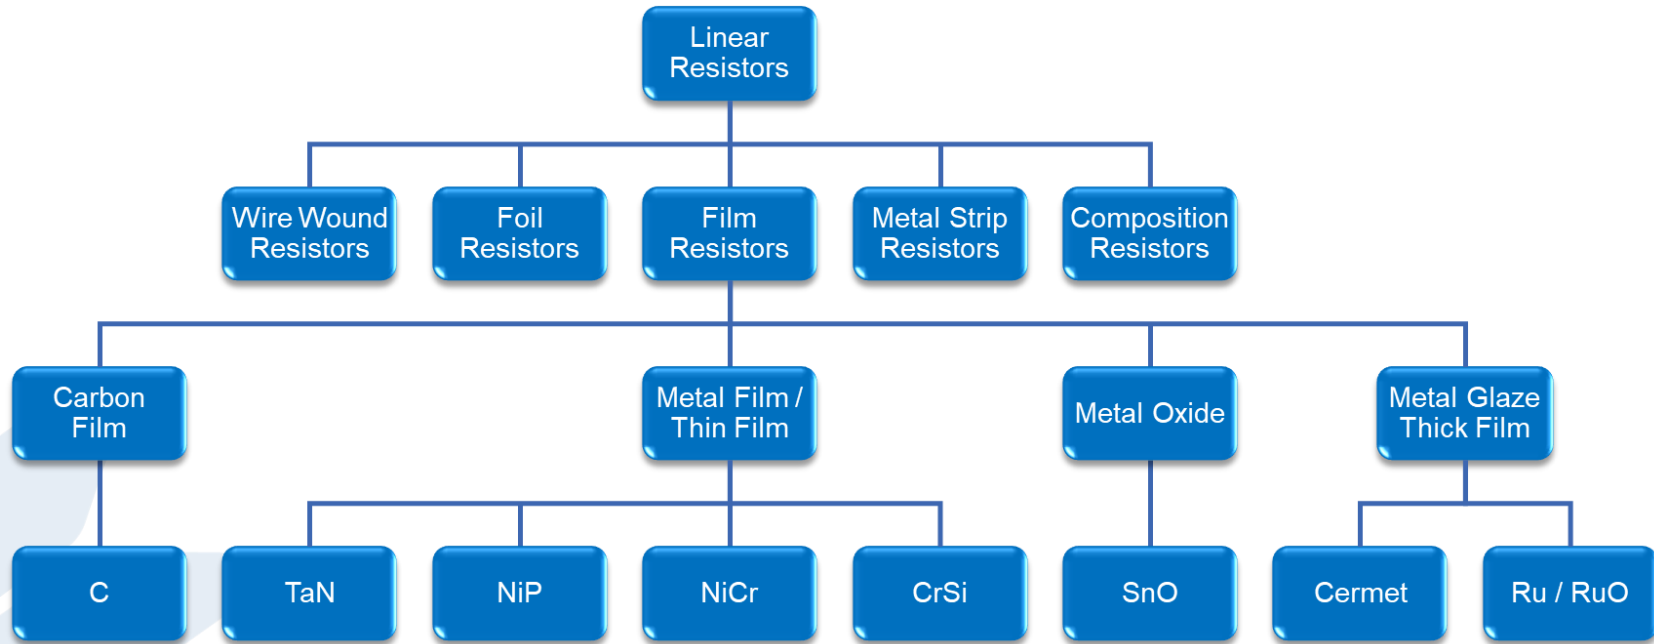 Linear
Resistors
Wire Wound
Resistors
Foil
Resistors
Film
Resistors
Metal Strip
Resistors
Composition
Resistors
Carbon
Film
Metal Film /
Thin Film
Metal Oxide
Metal Glaze
Thick Film
C
TaN
NiP
NiCr
CrSi
SnO
Cermet
Ru / RuO